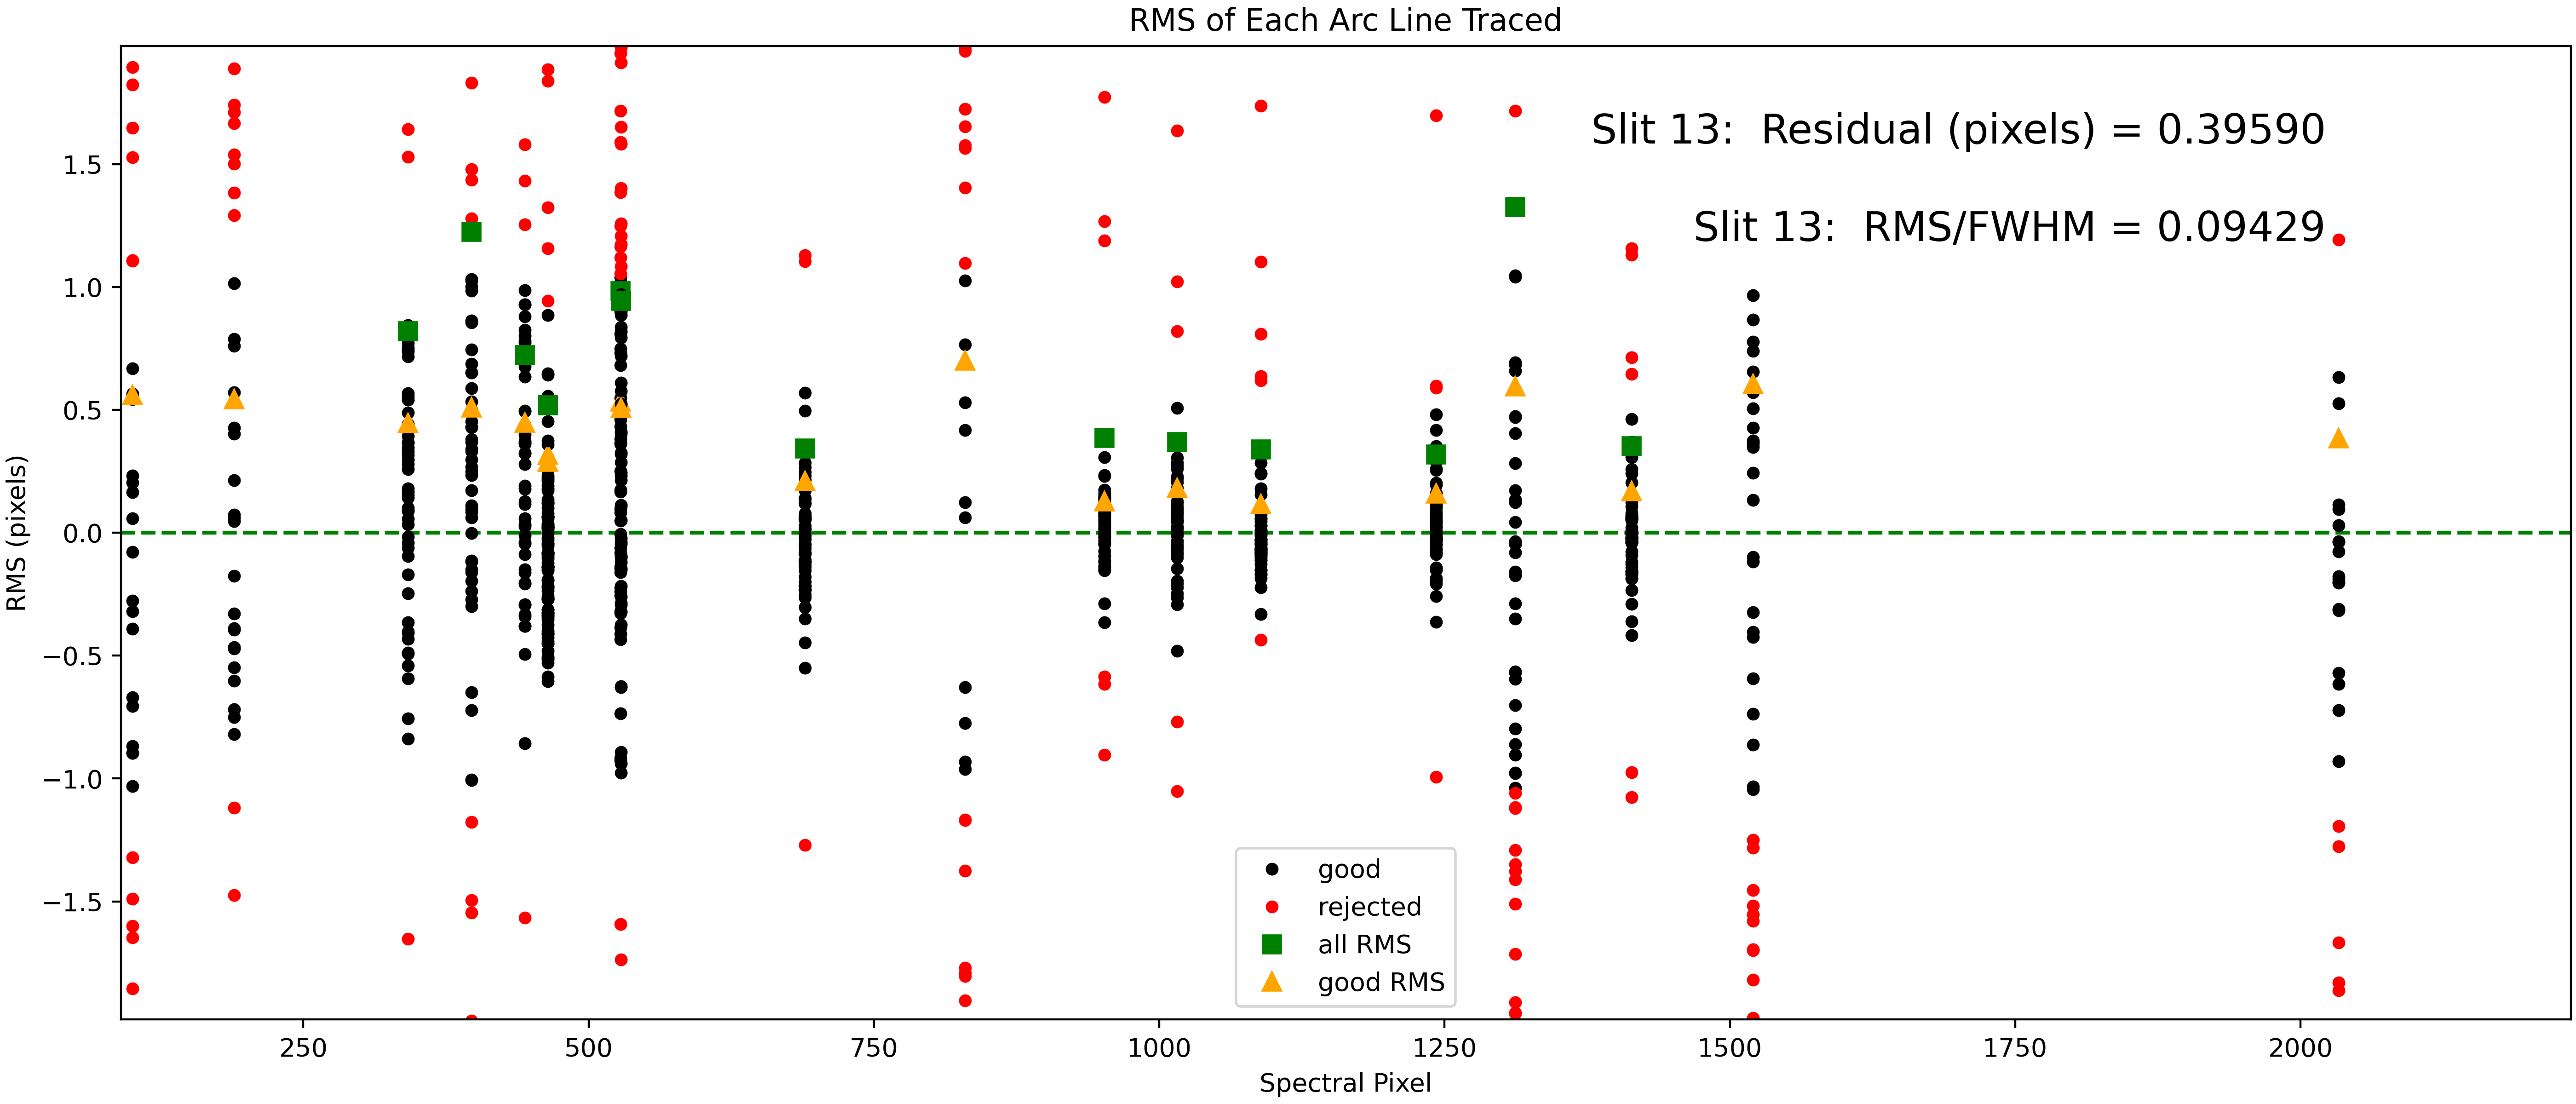 RMS of Each Arc Line Traced
Slit 13:  Residual (pixels) = 0.39590
Slit 13:  RMS/FWHM = 0.09429
RMS (pixels)
1.5
1.0
0.5
0.0
−0.5
−1.0
−1.5
good
rejected
all RMS
good RMS
250 500 750 1000 1250 1500 1750 2000
Spectral Pixel